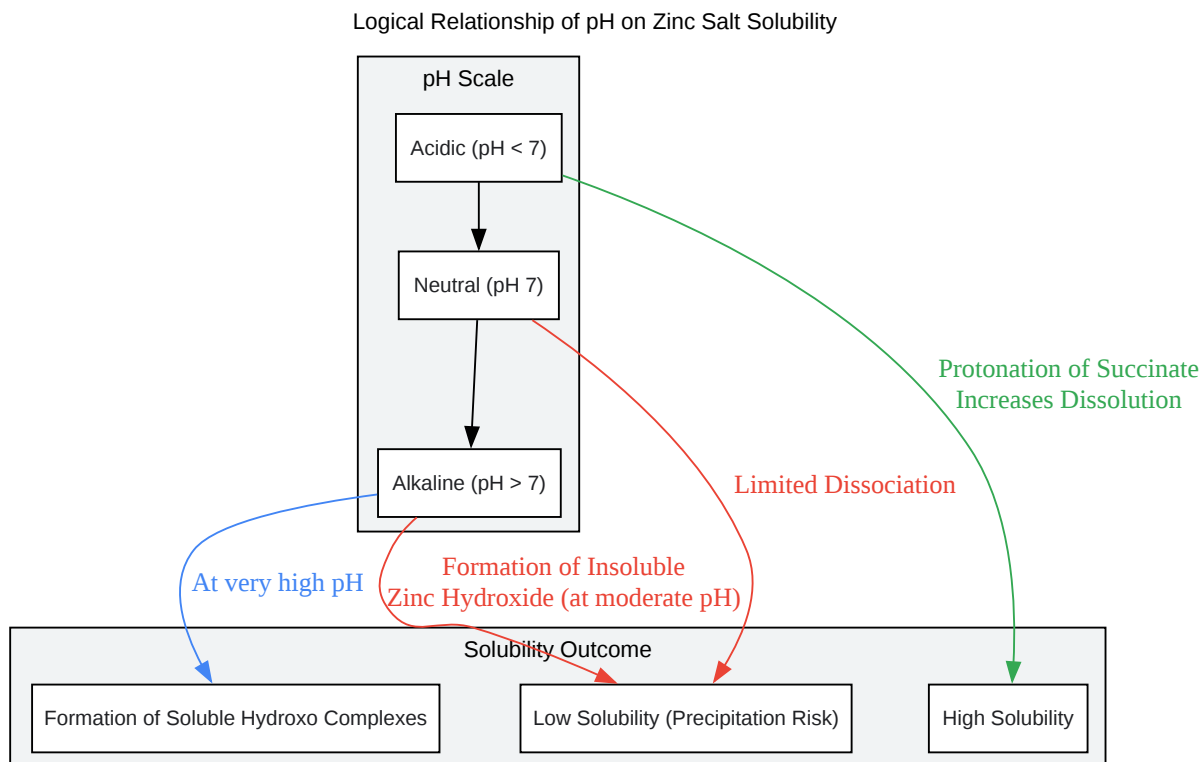 Logical Relationship of pH on Zinc Salt Solubility
pH Scale
Acidic (pH < 7)
Neutral (pH 7)
Alkaline (pH > 7)
Protonation of Succinate
Increases Dissolution
Limited Dissociation
At very high pH
Formation of Insoluble
Zinc Hydroxide (at moderate pH)
Solubility Outcome
Formation of Soluble Hydroxo Complexes
Low Solubility (Precipitation Risk)
High Solubility